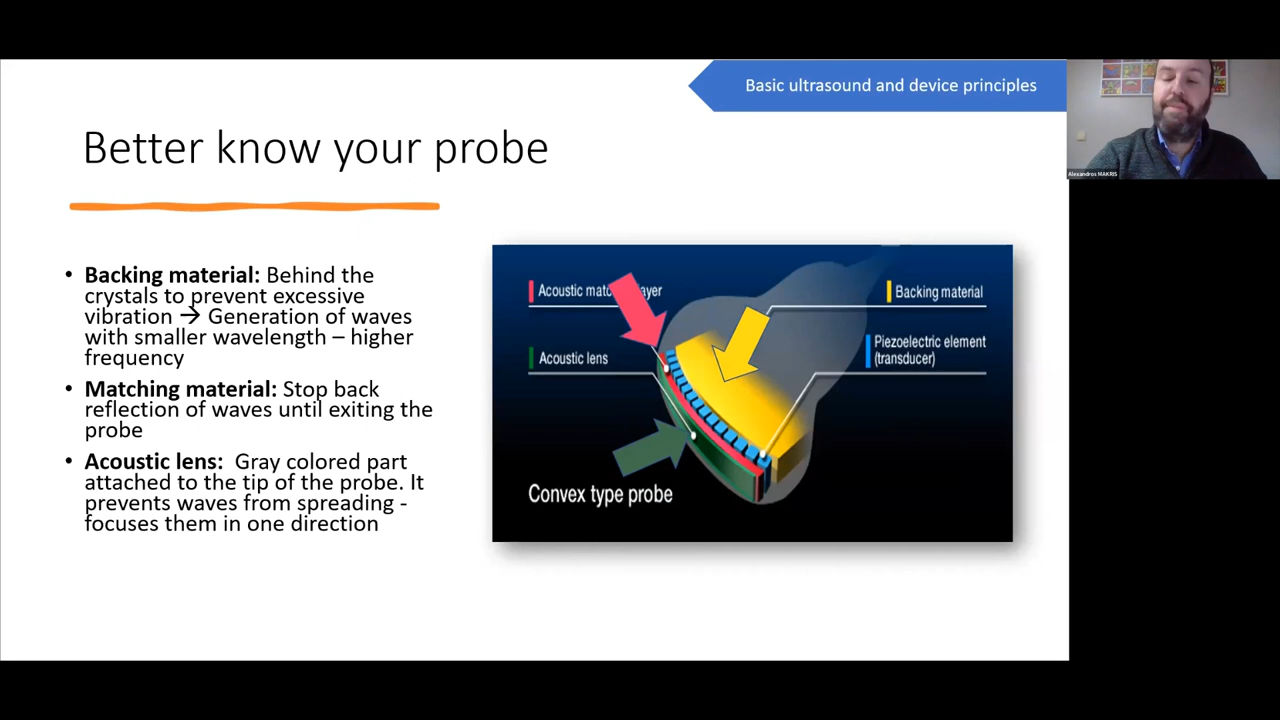 Basic ultrasound and device principles
Alexandros MAKRIS
Better know your probe
• Backing material: Behind the
crystals to prevent excessive
vibration → Generation of waves
with smaller wavelength – higher
frequency
• Matching material: Stop back
reflection of waves until exiting the
probe
• Acoustic lens: Gray colored part
attached to the tip of the probe. It
prevents waves from spreading -
focuses them in one direction
Acoustic
Backing material
Acoustic lens
Piezoelectric element
(transducer)
Convex type probe